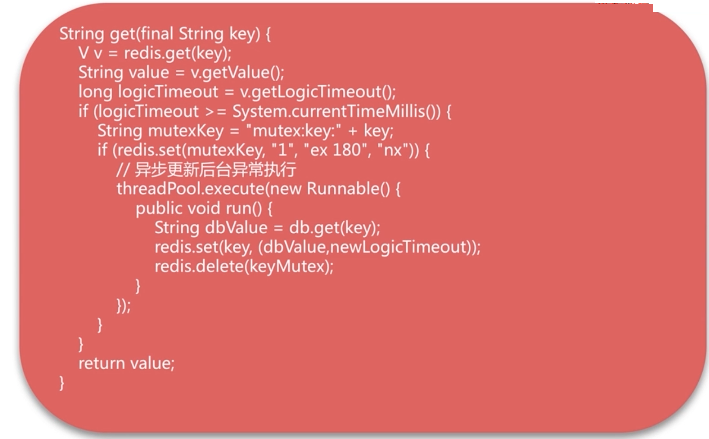 String get(final String key) {
V v = redis.get(key);
String value = v.getValue();
long logicTimeout = v.getLogicTimeout();
if (logicTimeout >= System.currentTimeMillis()) {
String mutexKey = "mutex:key:" + key;
if (redis.set(mutexKey, "1", "ex 180", "nx")) {
// 异步更新后台异常执行
threadPool.execute(new Runnable() {
public void run() {
String dbValue = db.get(key);
redis.set(key, (dbValue,newLogicTimeout));
redis.delete(keyMutex);
}
});
}
}
return value;
}